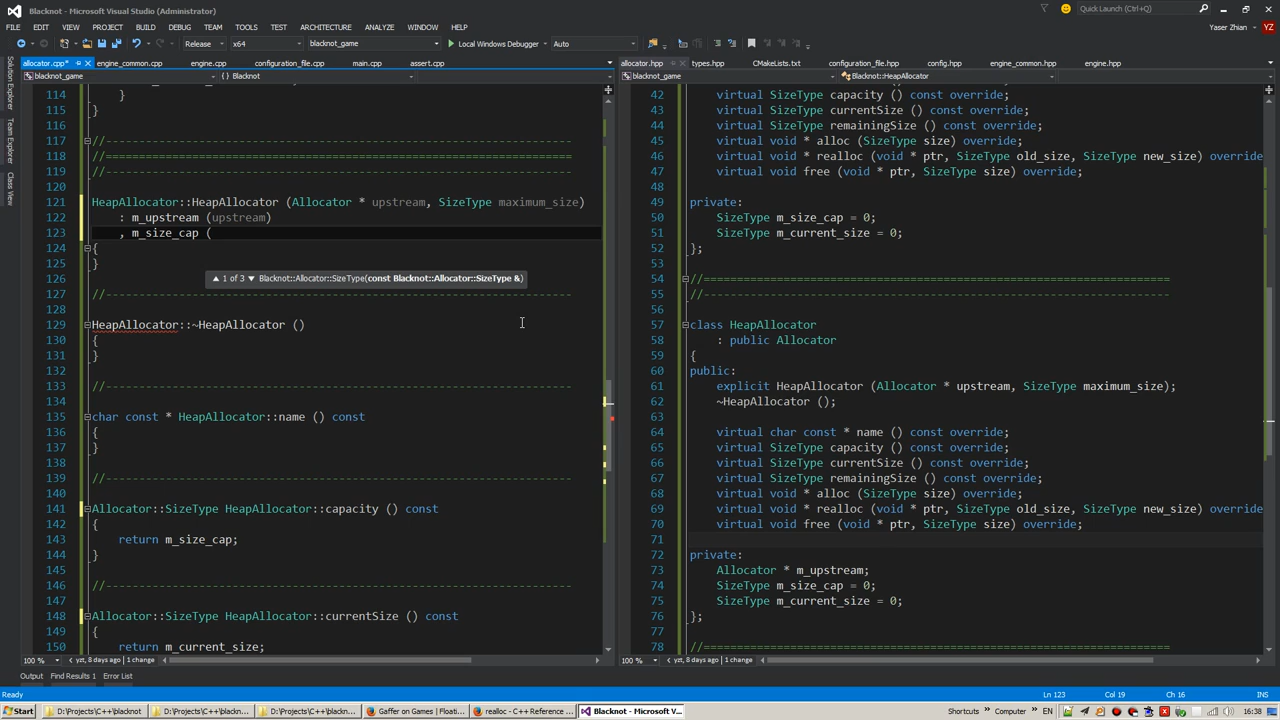 Blacknot - Microsoft Visual Studio (Administrator)
Quick Launch (Ctrl+Q)
FILE EDIT VIEW PROJECT BUILD DEBUG TEAM TOOLS TEST ARCHITECTURE ANALYZE WINDOW HELP
Yaser Zhian YZ
Release x64 blacknot_game Local Windows Debugger Auto
Solution Explorer
Team Explorer
Class View
allocator.cpp* engine_common.cpp engine.cpp configuration_file.cpp main.cpp assert.cpp
blacknot_game {} Blacknot
114 }
115 }
116
117 //------------------------------------------------------------------------
118 //========================================================================
119 //------------------------------------------------------------------------
120
121 HeapAllocator::HeapAllocator (Allocator * upstream, SizeType maximum_size)
122 : m_upstream (upstream)
123 , m_size_cap (
124 {
125 }
126
1 of 3 Blacknot::Allocator::SizeType(const Blacknot::Allocator::SizeType &)
127 //------------------------------------------------------------------------
128
129 HeapAllocator::~HeapAllocator ()
130 {
131 }
132
133 //------------------------------------------------------------------------
134
135 char const * HeapAllocator::name () const
136 {
137 }
138
139 //------------------------------------------------------------------------
140
141 Allocator::SizeType HeapAllocator::capacity () const
142 {
143 return m_size_cap;
144 }
145
146 //------------------------------------------------------------------------
147
148 Allocator::SizeType HeapAllocator::currentSize () const
149 {
150 return m_current_size;
100 % yzt, 8 days ago | 1 change
allocator.hpp types.hpp CMakeLists.txt configuration_file.hpp config.hpp engine_common.hpp engine.hpp
blacknot_game Blacknot::HeapAllocator
42 virtual SizeType capacity () const override;
43 virtual SizeType currentSize () const override;
44 virtual SizeType remainingSize () const override;
45 virtual void * alloc (SizeType size) override;
46 virtual void * realloc (void * ptr, SizeType old_size, SizeType new_size) override
47 virtual void free (void * ptr, SizeType size) override;
48
49 private:
50 SizeType m_size_cap = 0;
51 SizeType m_current_size = 0;
52 };
53
54 //========================================================================
55 //------------------------------------------------------------------------
56
57 class HeapAllocator
58 : public Allocator
59 {
60 public:
61 explicit HeapAllocator (Allocator * upstream, SizeType maximum_size);
62 ~HeapAllocator ();
63
64 virtual char const * name () const override;
65 virtual SizeType capacity () const override;
66 virtual SizeType currentSize () const override;
67 virtual SizeType remainingSize () const override;
68 virtual void * alloc (SizeType size) override;
69 virtual void * realloc (void * ptr, SizeType old_size, SizeType new_size) override
70 virtual void free (void * ptr, SizeType size) override;
71
72 private:
73 Allocator * m_upstream;
74 SizeType m_size_cap = 0;
75 SizeType m_current_size = 0;
76 };
77
78 //========================================================================
100 % yzt, 8 days ago | 1 change
Output Find Results 1 Error List
Ready Ln 123 Col 19 Ch 16 INS
Start D:\Projects\C++\blacknot D:\Projects\C++\blackn... D:\Projects\C++\blackn... Gaffer on Games | Floati... realloc - C++ Reference ... Blacknot - Microsoft V... Shortcuts » Computer » EN 16:38